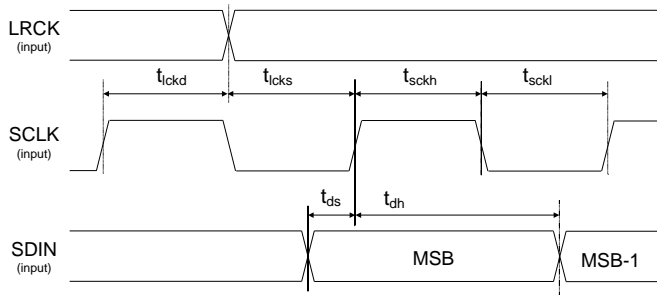 LRCK
(input)
tlckd
tlcks
tsckh
tsckl
SCLK
(input)
tds
tdh
SDIN
(input)
MSB
MSB-1